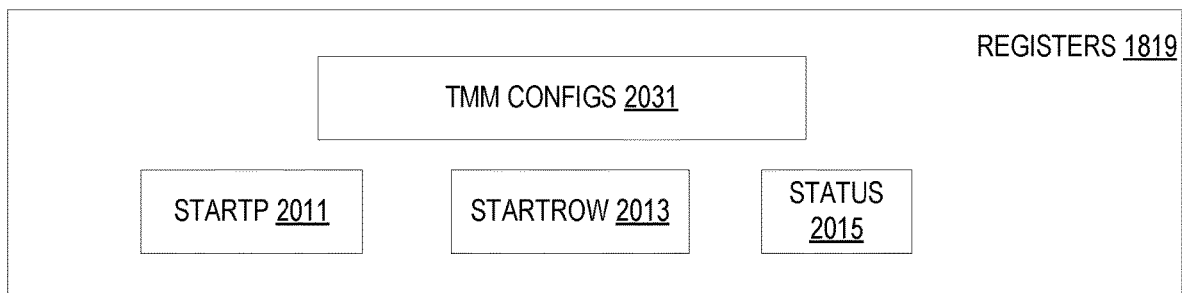 REGISTERS 1819
TMM CONFIGS 2031
STARTP 2011
STARTROW 2013
STATUS
2015